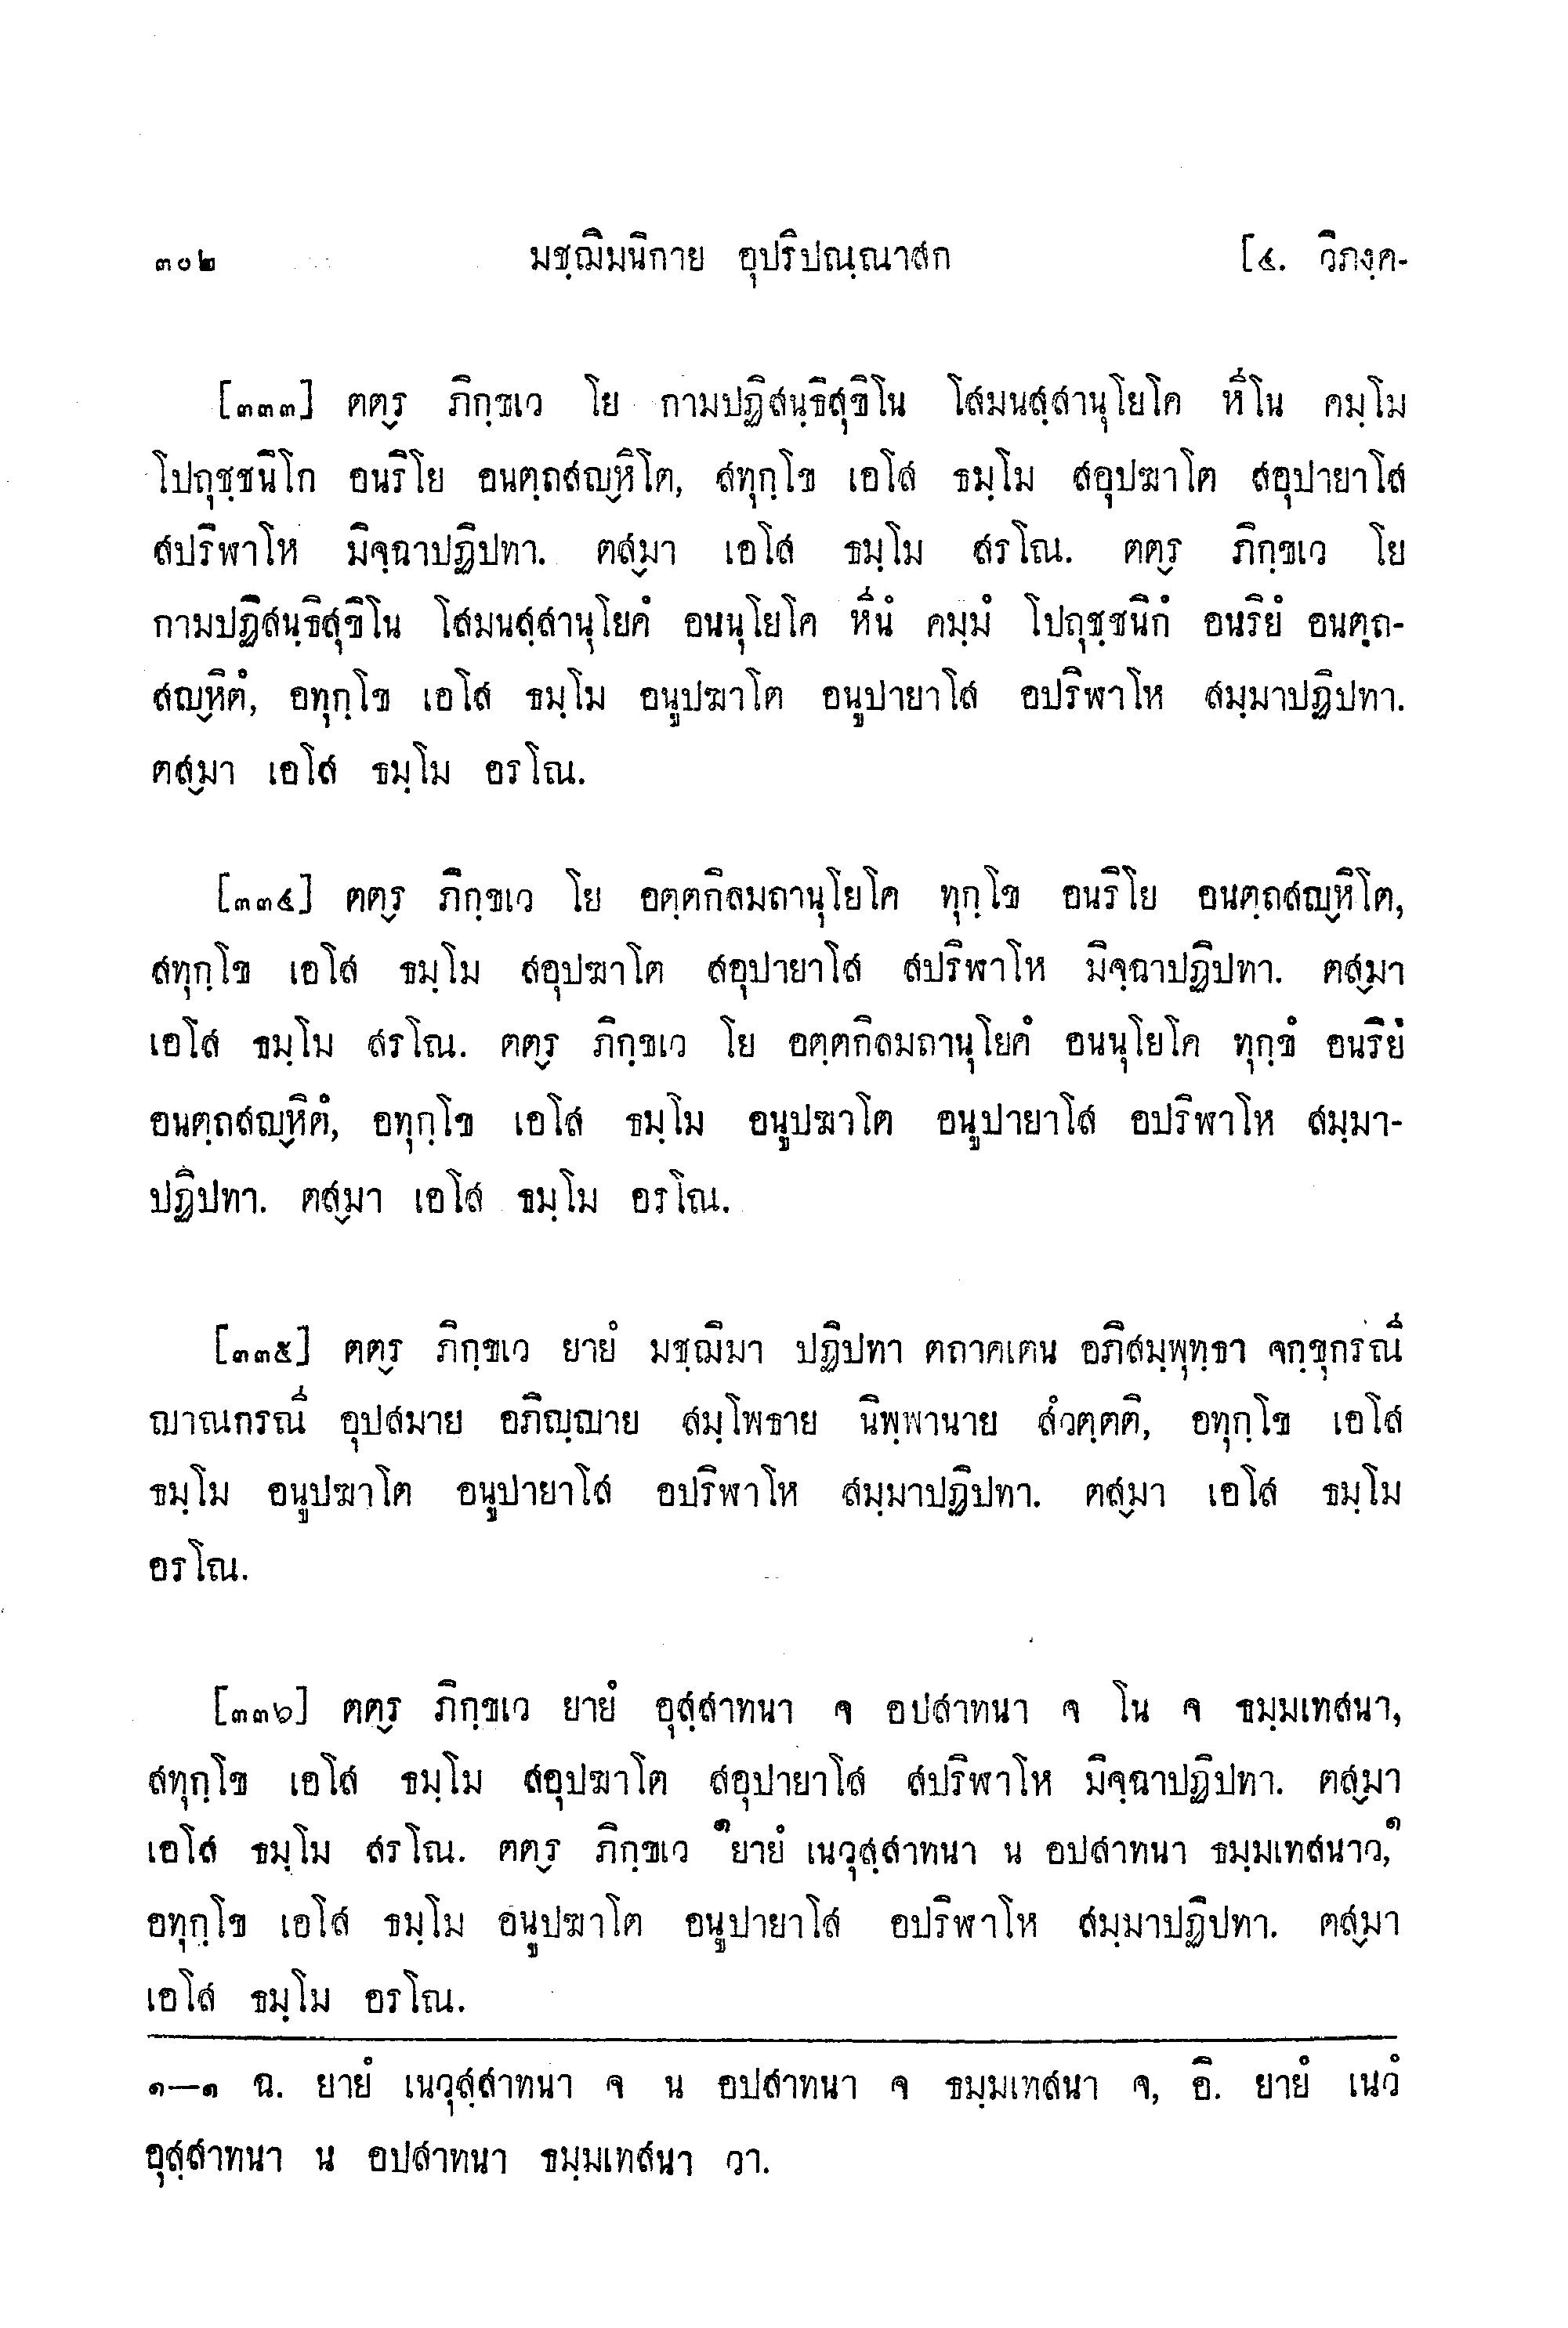 ๓๐๒ มชฺฌิมนิกาย อุปริปณฺณาสก [๔. วิภงฺค-
[๓๓๓] ตตฺร ภิกฺขเว โย กามปฏิสนฺธิสุขิโน โสมนสฺสานุโยโค หีโน คมฺโม
โปถุชฺชนิโก อนริโย อนตฺถสญฺหิโต, สทุกฺโข เอโส ธมฺโม สอุปฆาโต สอุปายาโส
สปริฬาโห มิจฺฉาปฏิปทา. ตสฺมา เอโส ธมฺโม สรโณ. ตตฺร ภิกฺขเว โย
กามปฏิสนฺธิสุขิโน โสมนสฺสานุโยคํ อนนุโยโค หีนํ คมฺมํ โปถุชฺชนิกํ อนริยํ อนตฺถ-
สญฺหิตํ, อทุกฺโข เอโส ธมฺโม อนูปฆาโต อนูปายาโส อปริฬาโห สมฺมาปฏิปทา.
ตสฺมา เอโส ธมฺโม อรโณ.
[๓๓๔] ตตฺร ภิกฺขเว โย อตฺตกิลมถานุโยโค ทุกฺโข อนริโย อนตฺถสญฺหิโต,
สทุกฺโข เอโส ธมฺโม สอุปฆาโต สอุปายาโส สปริฬาโห มิจฺฉาปฏิปทา. ตสฺมา
เอโส ธมฺโม สรโณ. ตตฺร ภิกฺขเว โย อตฺตกิลมถานุโยคํ อนนุโยโค ทุกฺขํ อนริยํ
อนตฺถสญฺหิตํ, อทุกฺโข เอโส ธมฺโม อนูปฆาโต อนูปายาโส อปริฬาโห สมฺมา-
ปฏิปทา. ตสฺมา เอโส ธมฺโม อรโณ.
[๓๓๕] ตตฺร ภิกฺขเว ยายํ มชฺฌิมา ปฏิปทา ตถาคเตน อภิสมฺพุทฺธา จกฺขุกรณี
ญาณกรณี อุปสมาย อภิญฺญาย สมฺโพธาย นิพฺพานาย สํวตฺตติ, อทุกฺโข เอโส
ธมฺโม อนูปฆาโต อนูปายาโส อปริฬาโห สมฺมาปฏิปทา. ตสฺมา เอโส ธมฺโม
อรโณ.
[๓๓๖] ตตฺร ภิกฺขเว ยายํ อุสฺสาทนา จ อปสาทนา จ โน จ ธมฺมเทสนา,
สทุกฺโข เอโส ธมฺโม สอุปฆาโต สอุปายาโส สปริฬาโห มิจฺฉาปฏิปทา. ตสฺมา
เอโส ธมฺโม สรโณ. ตตฺร ภิกฺขเว ๑ยายํ เนวุสฺสาทนา น อปสาทนา ธมฺมเทสนาว,๑
อทุกฺโข เอโส ธมฺโม อนูปฆาโต อนูปายาโส อปริฬาโห สมฺมาปฏิปทา. ตสฺมา
เอโส ธมฺโม อรโณ.
๑—๑ ฉ. ยายํ เนวุสฺสาทนา จ น อปสาทนา จ ธมฺมเทสนา จ, อิ. ยายํ เนวํ
อุสฺสาทนา น อปสาทนา ธมฺมเทสนา วา.